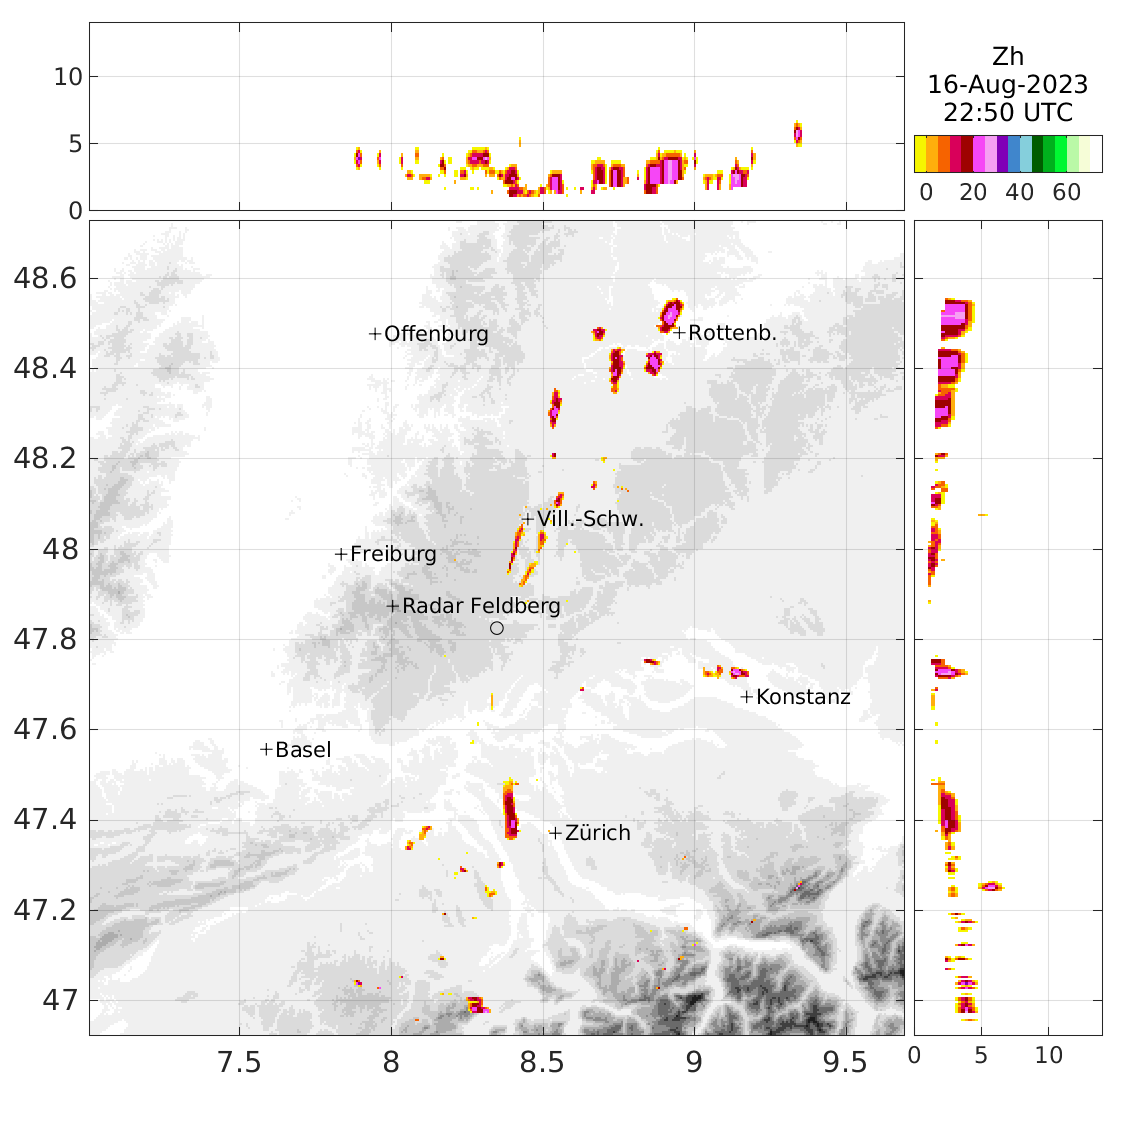 Zh
16-Aug-2023
22:50 UTC
10
5
0
0 20 40 60
48.6
+Offenburg
+Rottenb.
48.4
48.2
+Vill.-Schw.
48
+Freiburg
+Radar Feldberg
47.8
+Konstanz
47.6
+Basel
47.4
+Zürich
47.2
47
7.5 8 8.5 9 9.5
0 5 10